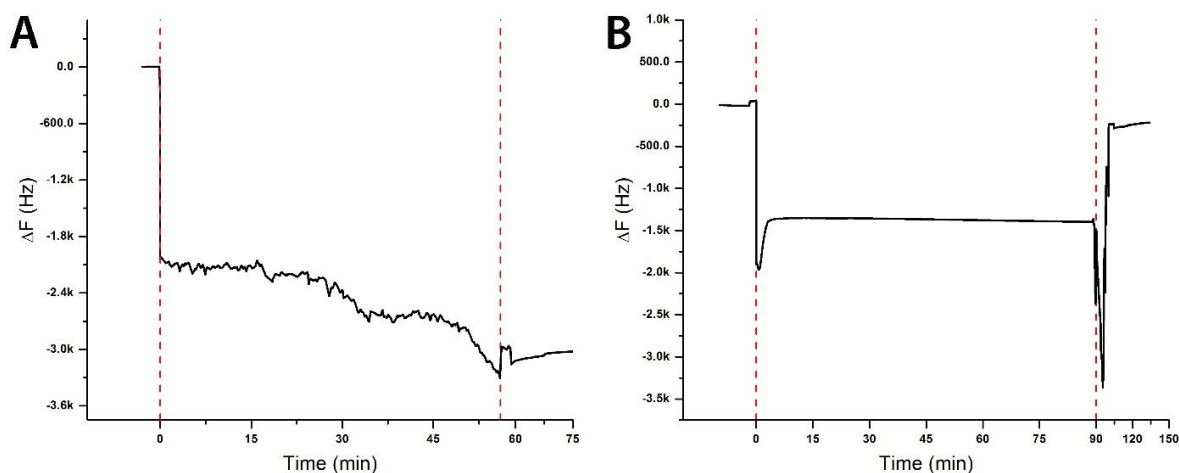 A
ΔF (Hz)
0.0
-600.0
-1.2k
-1.8k
-2.4k
-3.0k
-3.6k
0 15 30 45 60 75
Time (min)
B
ΔF (Hz)
1.0k
500.0
0.0
-500.0
-1.0k
-1.5k
-2.0k
-2.5k
-3.0k
-3.5k
0 15 30 45 60 75 90 120 150
Time (min)